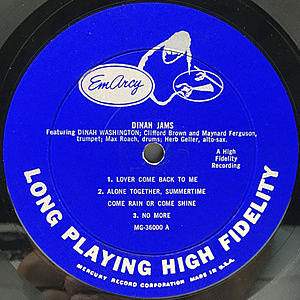 EmArcy
DINAH JAMS
Featuring DINAH WASHINGTON; Clifford Brown and Maynard Ferguson,
trumpet; Max Roach, drums; Herb Geller, alto-sax.
A High
Fidelity
Recording
1. LOVER COME BACK TO ME
2. ALONE TOGETHER, SUMMERTIME
COME RAIN OR COME SHINE
3. NO MORE
MG-36000 A
LONG PLAYING HIGH FIDELITY
MERCURY RECORD CORPORATION MADE IN U.S.A.